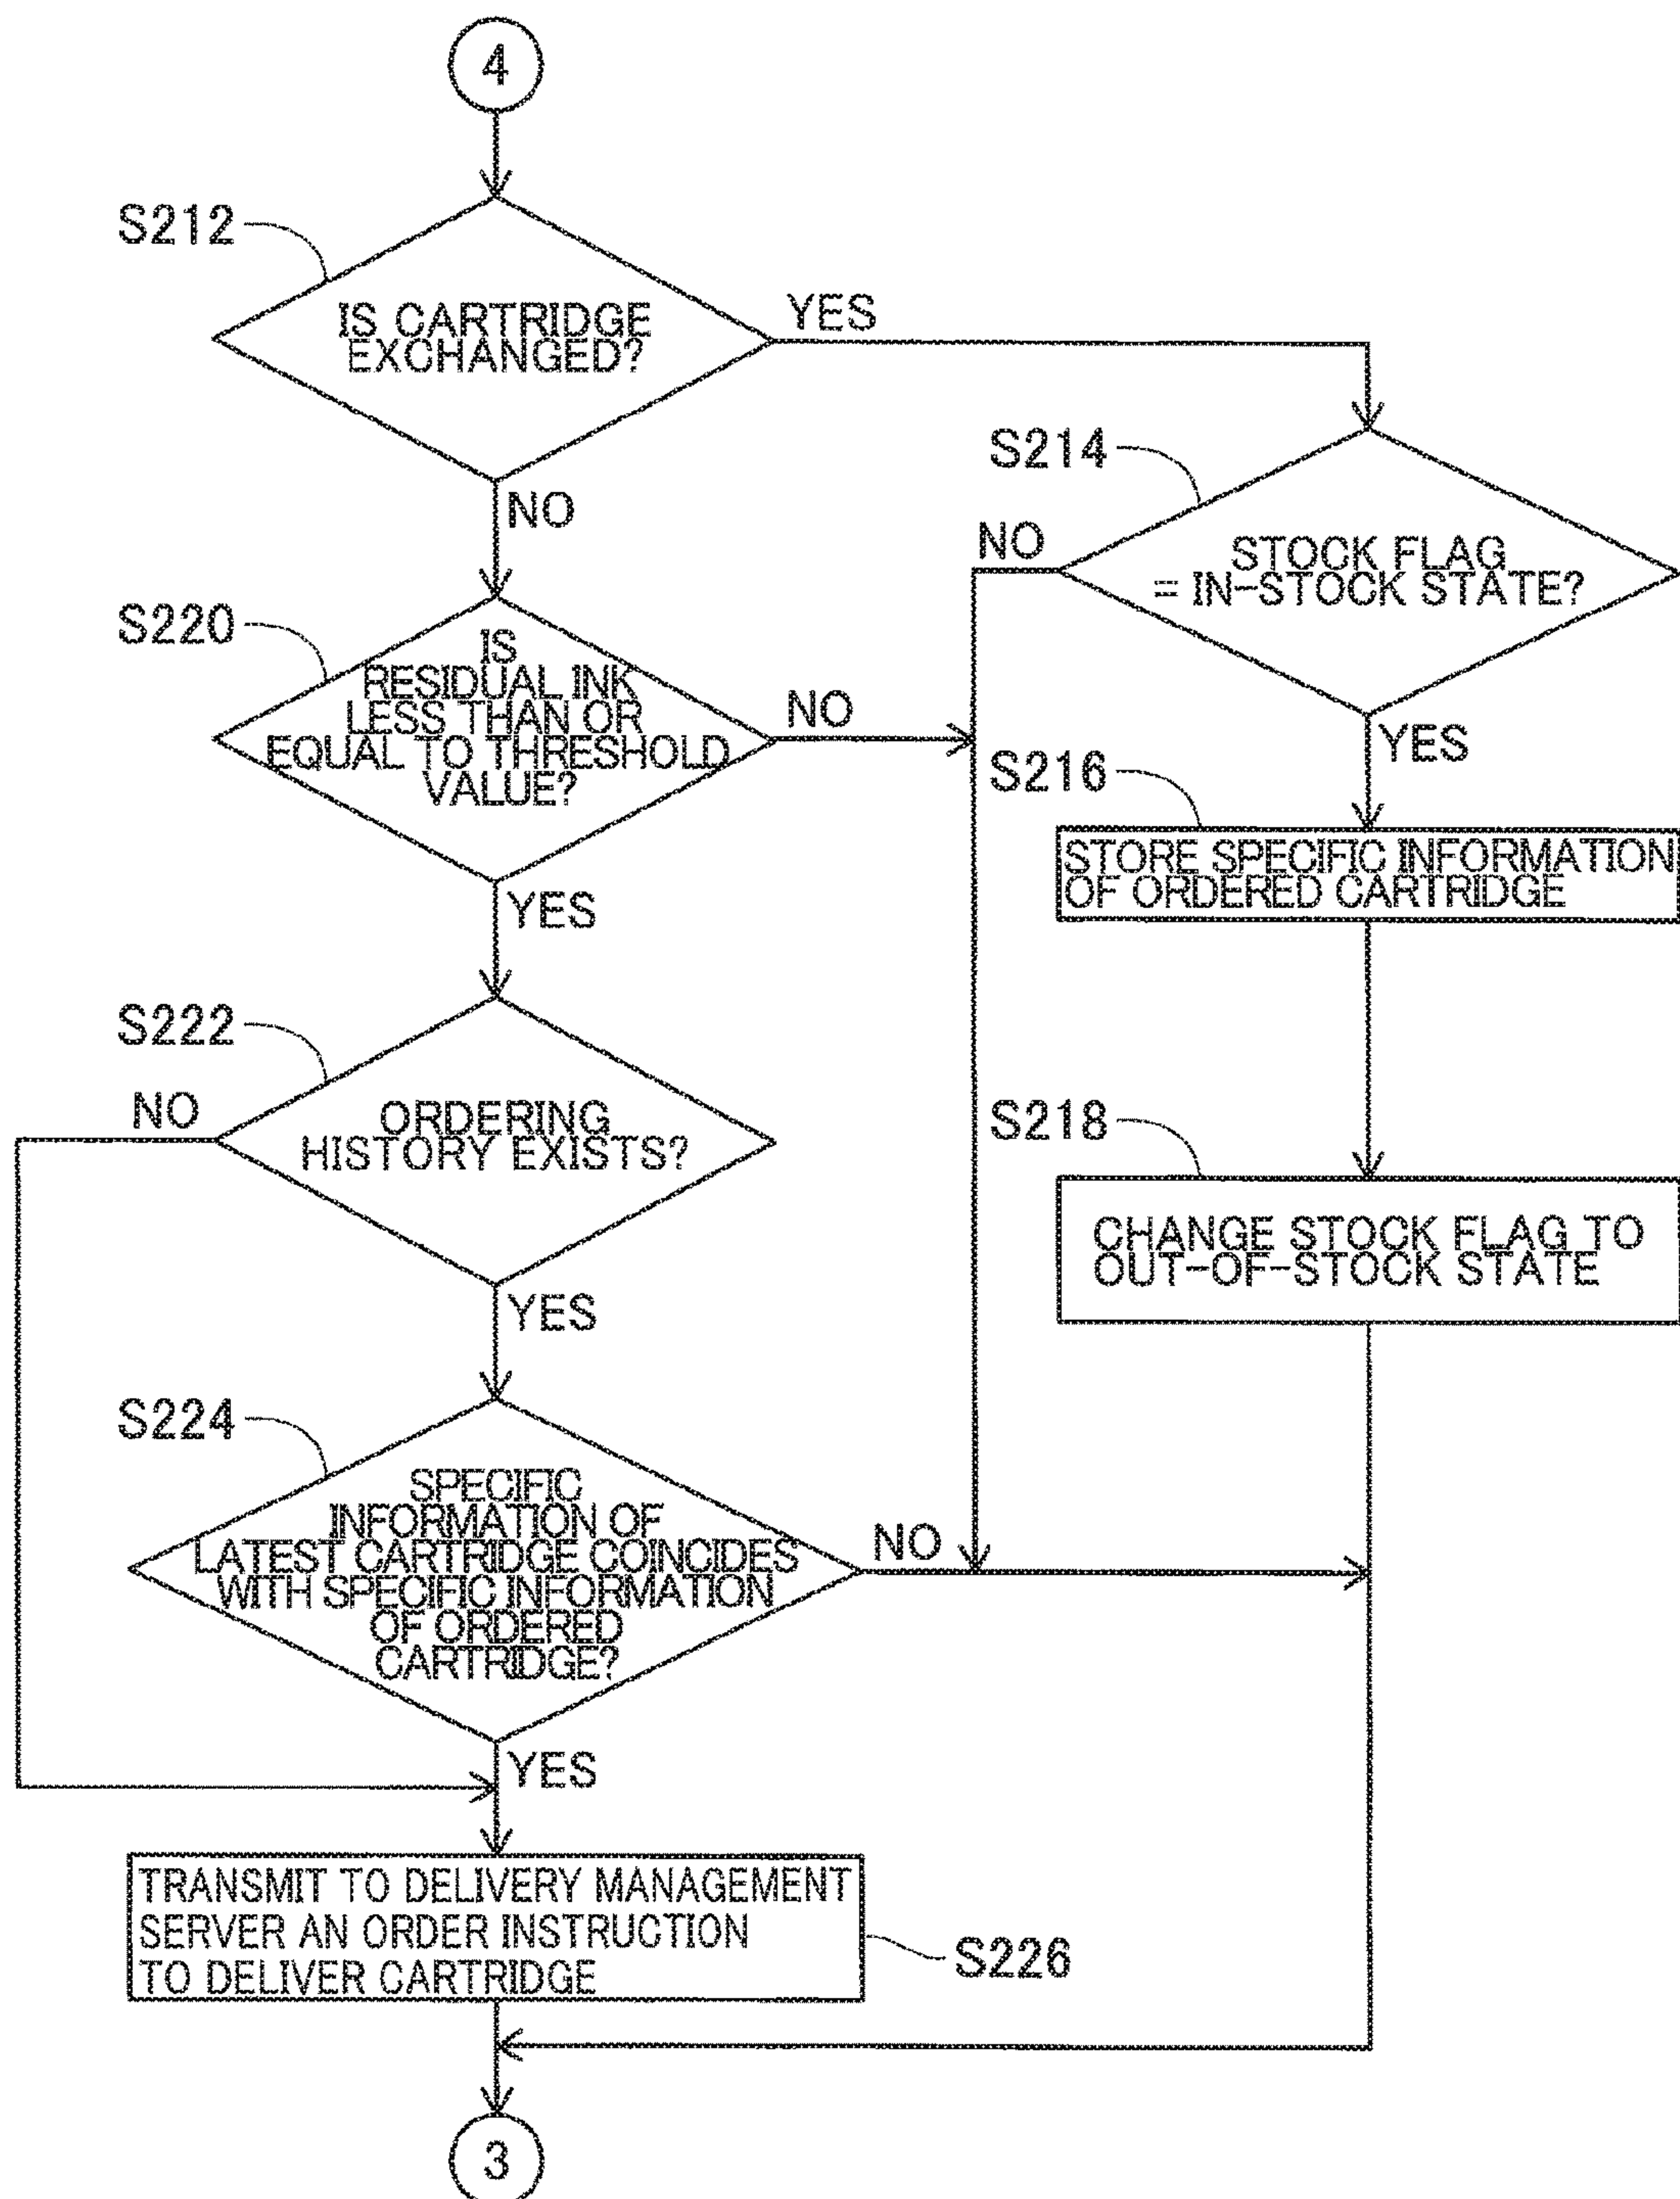 4
S212
IS CARTRIDGE
EXCHANGED?
YES
NO
S214
STOCK FLAG
= IN-STOCK STATE?
NO
YES
S220
IS
RESIDUAL INK
LESS THAN OR
EQUAL TO THRESHOLD
VALUE?
NO
YES
S216
STORE SPECIFIC INFORMATION
OF ORDERED CARTRIDGE
S222
ORDERING
HISTORY EXISTS?
NO
YES
S218
CHANGE STOCK FLAG TO
OUT-OF-STOCK STATE
S224
SPECIFIC
INFORMATION OF
LATEST CARTRIDGE COINCIDES
WITH SPECIFIC INFORMATION
OF ORDERED
CARTRIDGE?
NO
YES
TRANSMIT TO DELIVERY MANAGEMENT
SERVER AN ORDER INSTRUCTION
TO DELIVER CARTRIDGE
S226
3